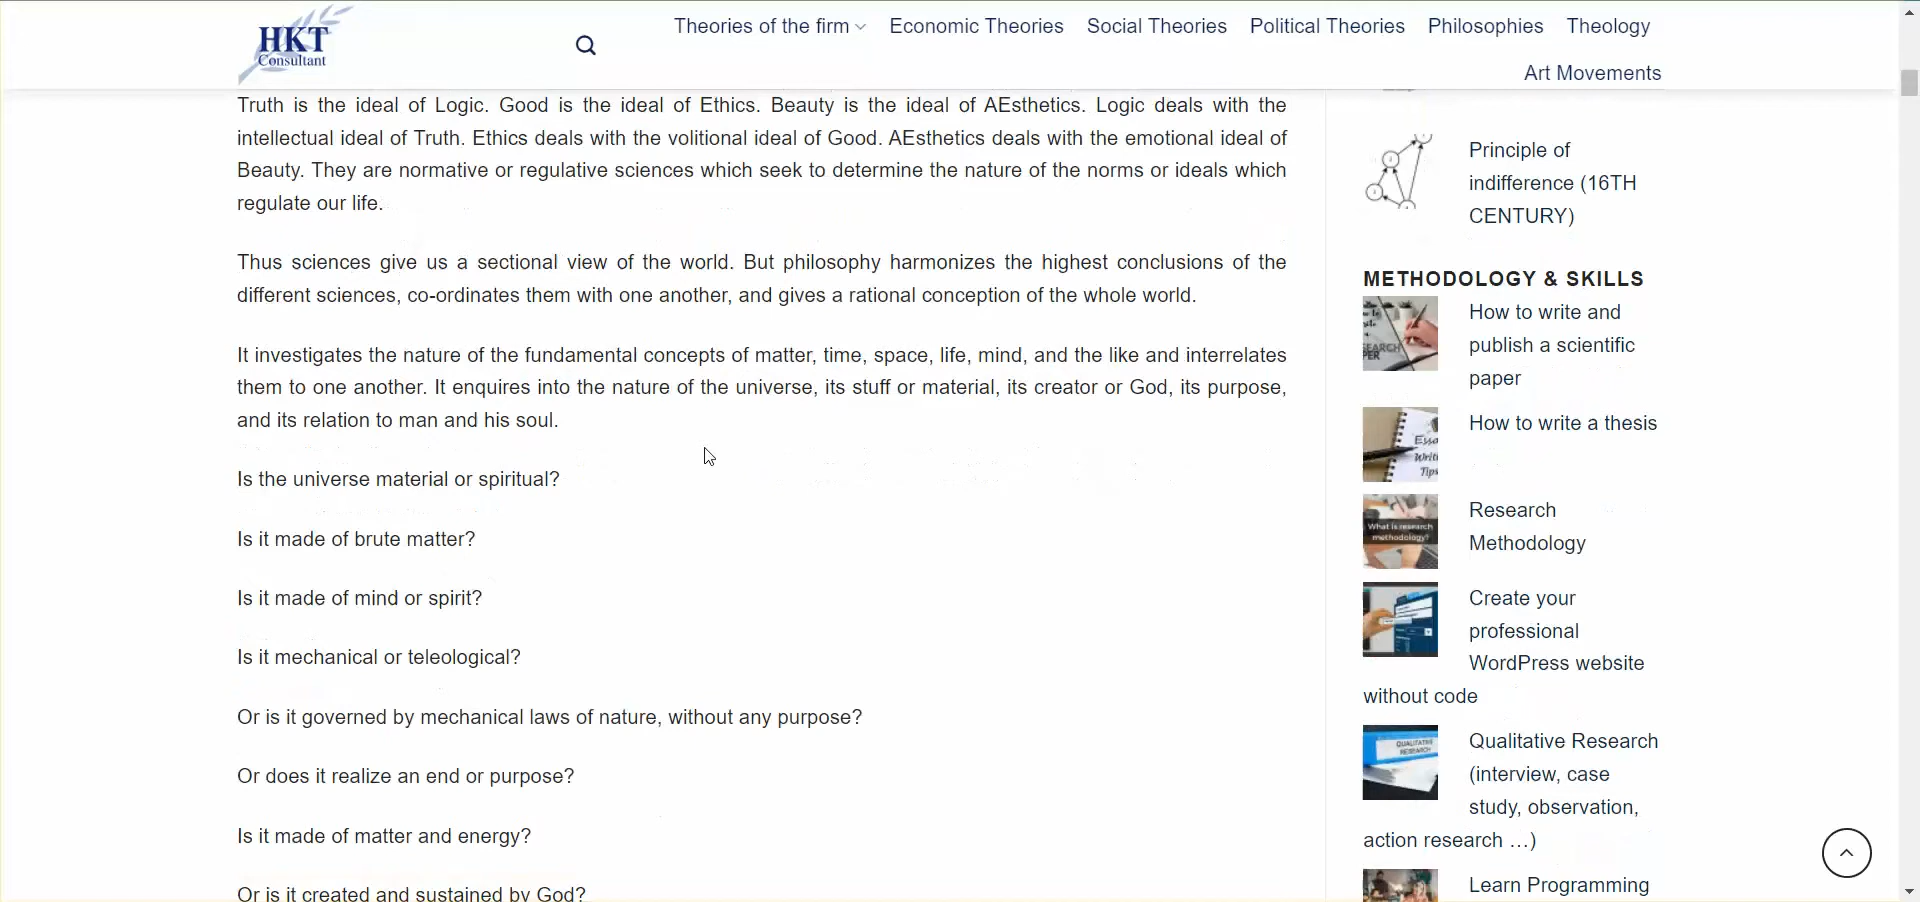 HKT
Consultant
Theories of the firm
Economic Theories
Social Theories
Political Theories
Philosophies
Theology
Art Movements
Truth is the ideal of Logic. Good is the ideal of Ethics. Beauty is the ideal of AEsthetics. Logic deals with the
intellectual ideal of Truth. Ethics deals with the volitional ideal of Good. AEsthetics deals with the emotional ideal of
Beauty. They are normative or regulative sciences which seek to determine the nature of the norms or ideals which
regulate our life.
Thus sciences give us a sectional view of the world. But philosophy harmonizes the highest conclusions of the
different sciences, co-ordinates them with one another, and gives a rational conception of the whole world.
It investigates the nature of the fundamental concepts of matter, time, space, life, mind, and the like and interrelates
them to one another. It enquires into the nature of the universe, its stuff or material, its creator or God, its purpose,
and its relation to man and his soul.
Is the universe material or spiritual?
Is it made of brute matter?
Is it made of mind or spirit?
Is it mechanical or teleological?
Or is it governed by mechanical laws of nature, without any purpose?
Or does it realize an end or purpose?
Is it made of matter and energy?
Or is it created and sustained by God?
Principle of
indifference (16TH
CENTURY)
METHODOLOGY & SKILLS
How to write and
publish a scientific
paper
How to write a thesis
Essa
Writi
Tips
Research
Methodology
What is research
methodology?
Create your
professional
WordPress website
without code
Qualitative Research
(interview, case
study, observation,
action research …)
QUALITATIVE
RESEARCH
Learn Programming